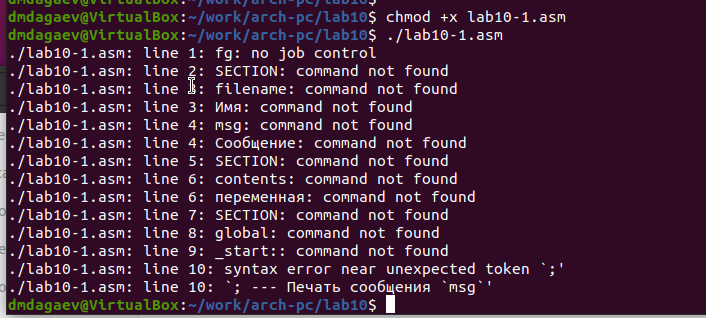 dmdagaev@VirtualBox:~/work/arch-pc/lab10$
dmdagaev@VirtualBox:~/work/arch-pc/lab10$ chmod +x lab10-1.asm
dmdagaev@VirtualBox:~/work/arch-pc/lab10$ ./lab10-1.asm
./lab10-1.asm: line 1: fg: no job control
./lab10-1.asm: line 2: SECTION: command not found
./lab10-1.asm: line 3: filename: command not found
./lab10-1.asm: line 3: Имя: command not found
./lab10-1.asm: line 4: msg: command not found
./lab10-1.asm: line 4: Сообщение: command not found
./lab10-1.asm: line 5: SECTION: command not found
./lab10-1.asm: line 6: contents: command not found
./lab10-1.asm: line 6: переменная: command not found
./lab10-1.asm: line 7: SECTION: command not found
./lab10-1.asm: line 8: global: command not found
./lab10-1.asm: line 9: _start:: command not found
./lab10-1.asm: line 10: syntax error near unexpected token `;'
./lab10-1.asm: line 10: `; --- Печать сообщения `msg`'
dmdagaev@VirtualBox:~/work/arch-pc/lab10$